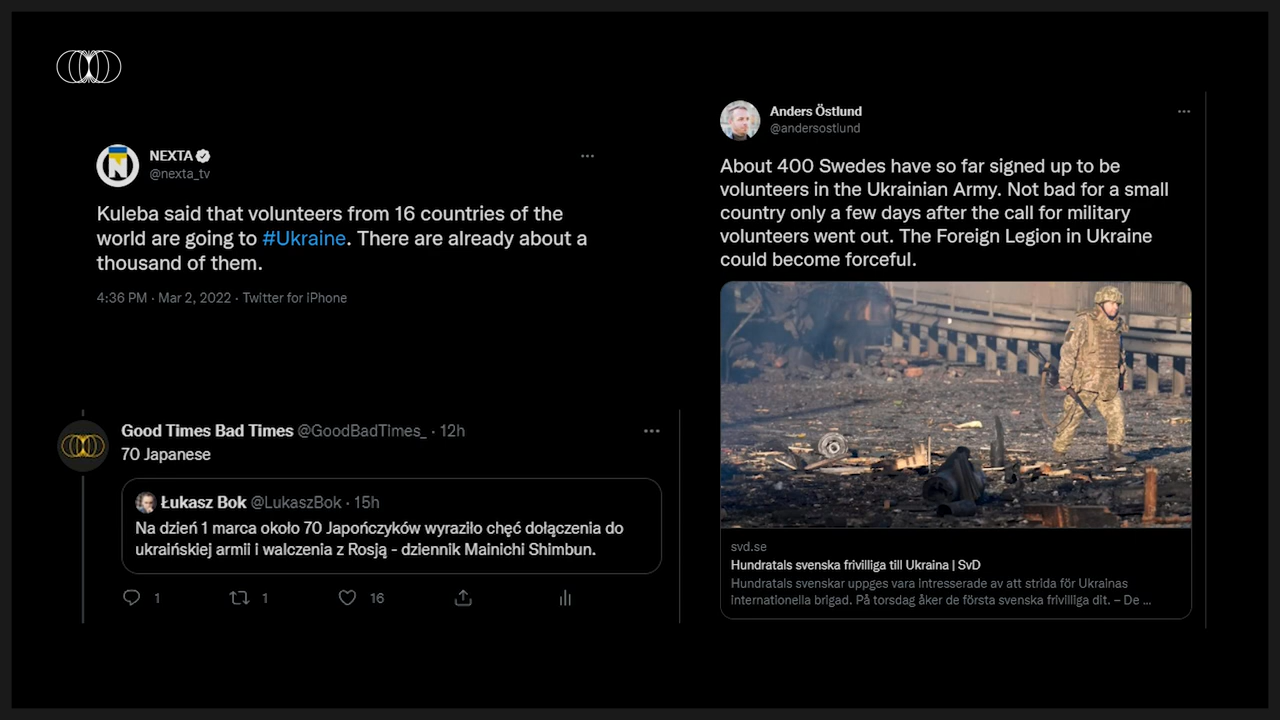 NEXTA
@nexta_tv
Kuleba said that volunteers from 16 countries of the
world are going to #Ukraine. There are already about a
thousand of them.
4:36 PM · Mar 2, 2022 · Twitter for iPhone
Good Times Bad Times @GoodBadTimes_ · 12h
70 Japanese
Łukasz Bok @LukaszBok · 15h
Na dzień 1 marca około 70 Japończyków wyraziło chęć dołączenia do
ukraińskiej armii i walczenia z Rosją - dziennik Mainichi Shimbun.
1 1 16
Anders Östlund
@andersostlund
About 400 Swedes have so far signed up to be
volunteers in the Ukrainian Army. Not bad for a small
country only a few days after the call for military
volunteers went out. The Foreign Legion in Ukraine
could become forceful.
svd.se
Hundratals svenska frivilliga till Ukraina | SvD
Hundratals svenskar uppges vara intresserade av att strida för Ukrainas
internationella brigad. På torsdag åker de första svenska frivilliga dit. – De ...